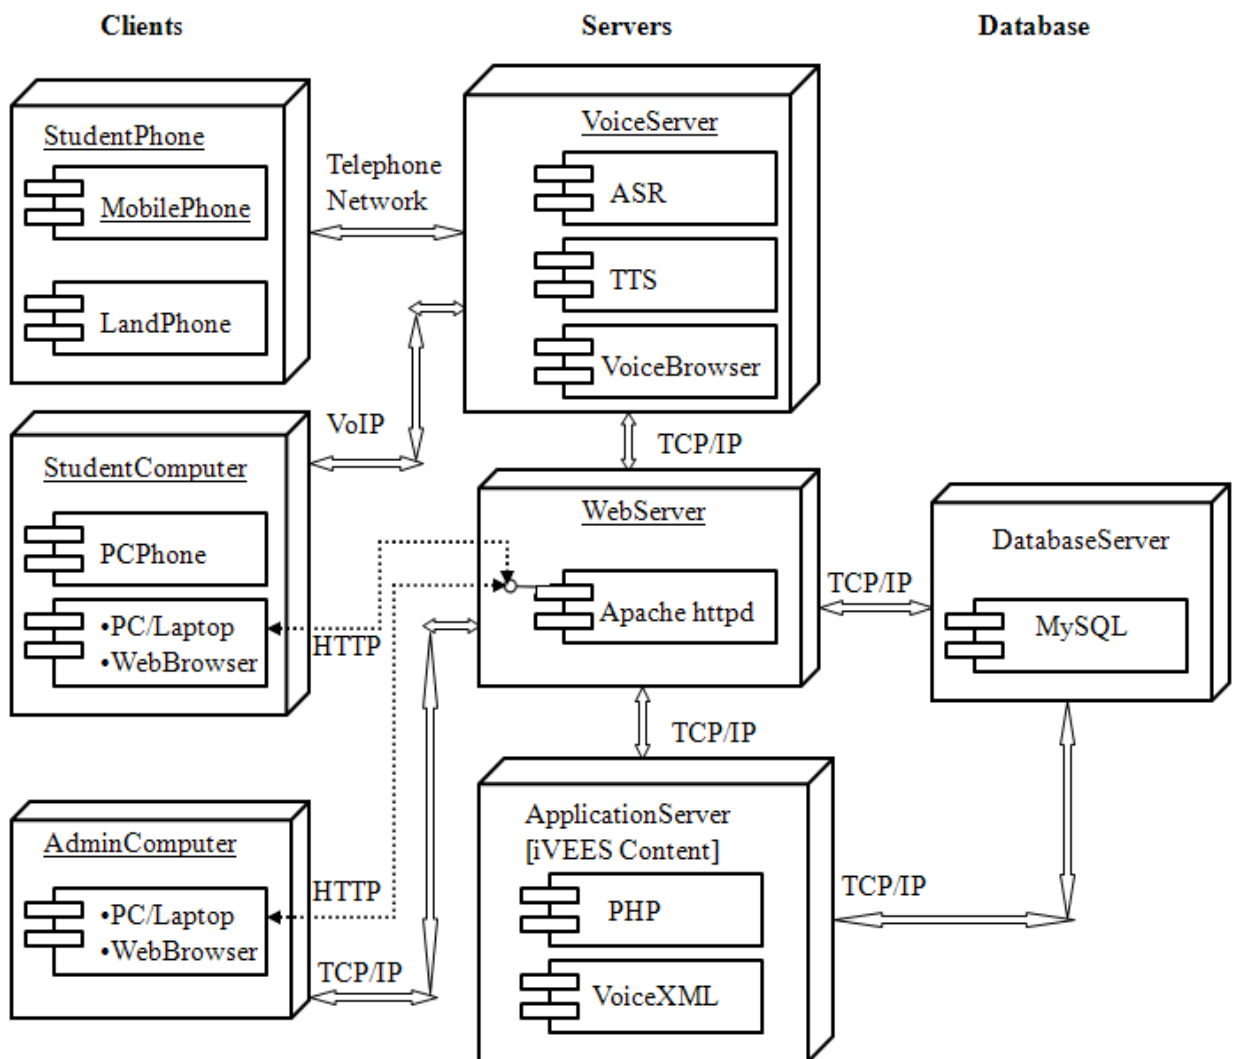 Clients
Servers
Database
StudentPhone
MobilePhone
LandPhone
Telephone
Network
VoiceServer
ASR
TTS
VoiceBrowser
VoIP
TCP/IP
StudentComputer
PCPhone
•PC/Laptop
•WebBrowser
HTTP
WebServer
Apache httpd
TCP/IP
DatabaseServer
MySQL
TCP/IP
AdminComputer
•PC/Laptop
•WebBrowser
HTTP
TCP/IP
ApplicationServer
[iVEES Content]
PHP
VoiceXML
TCP/IP